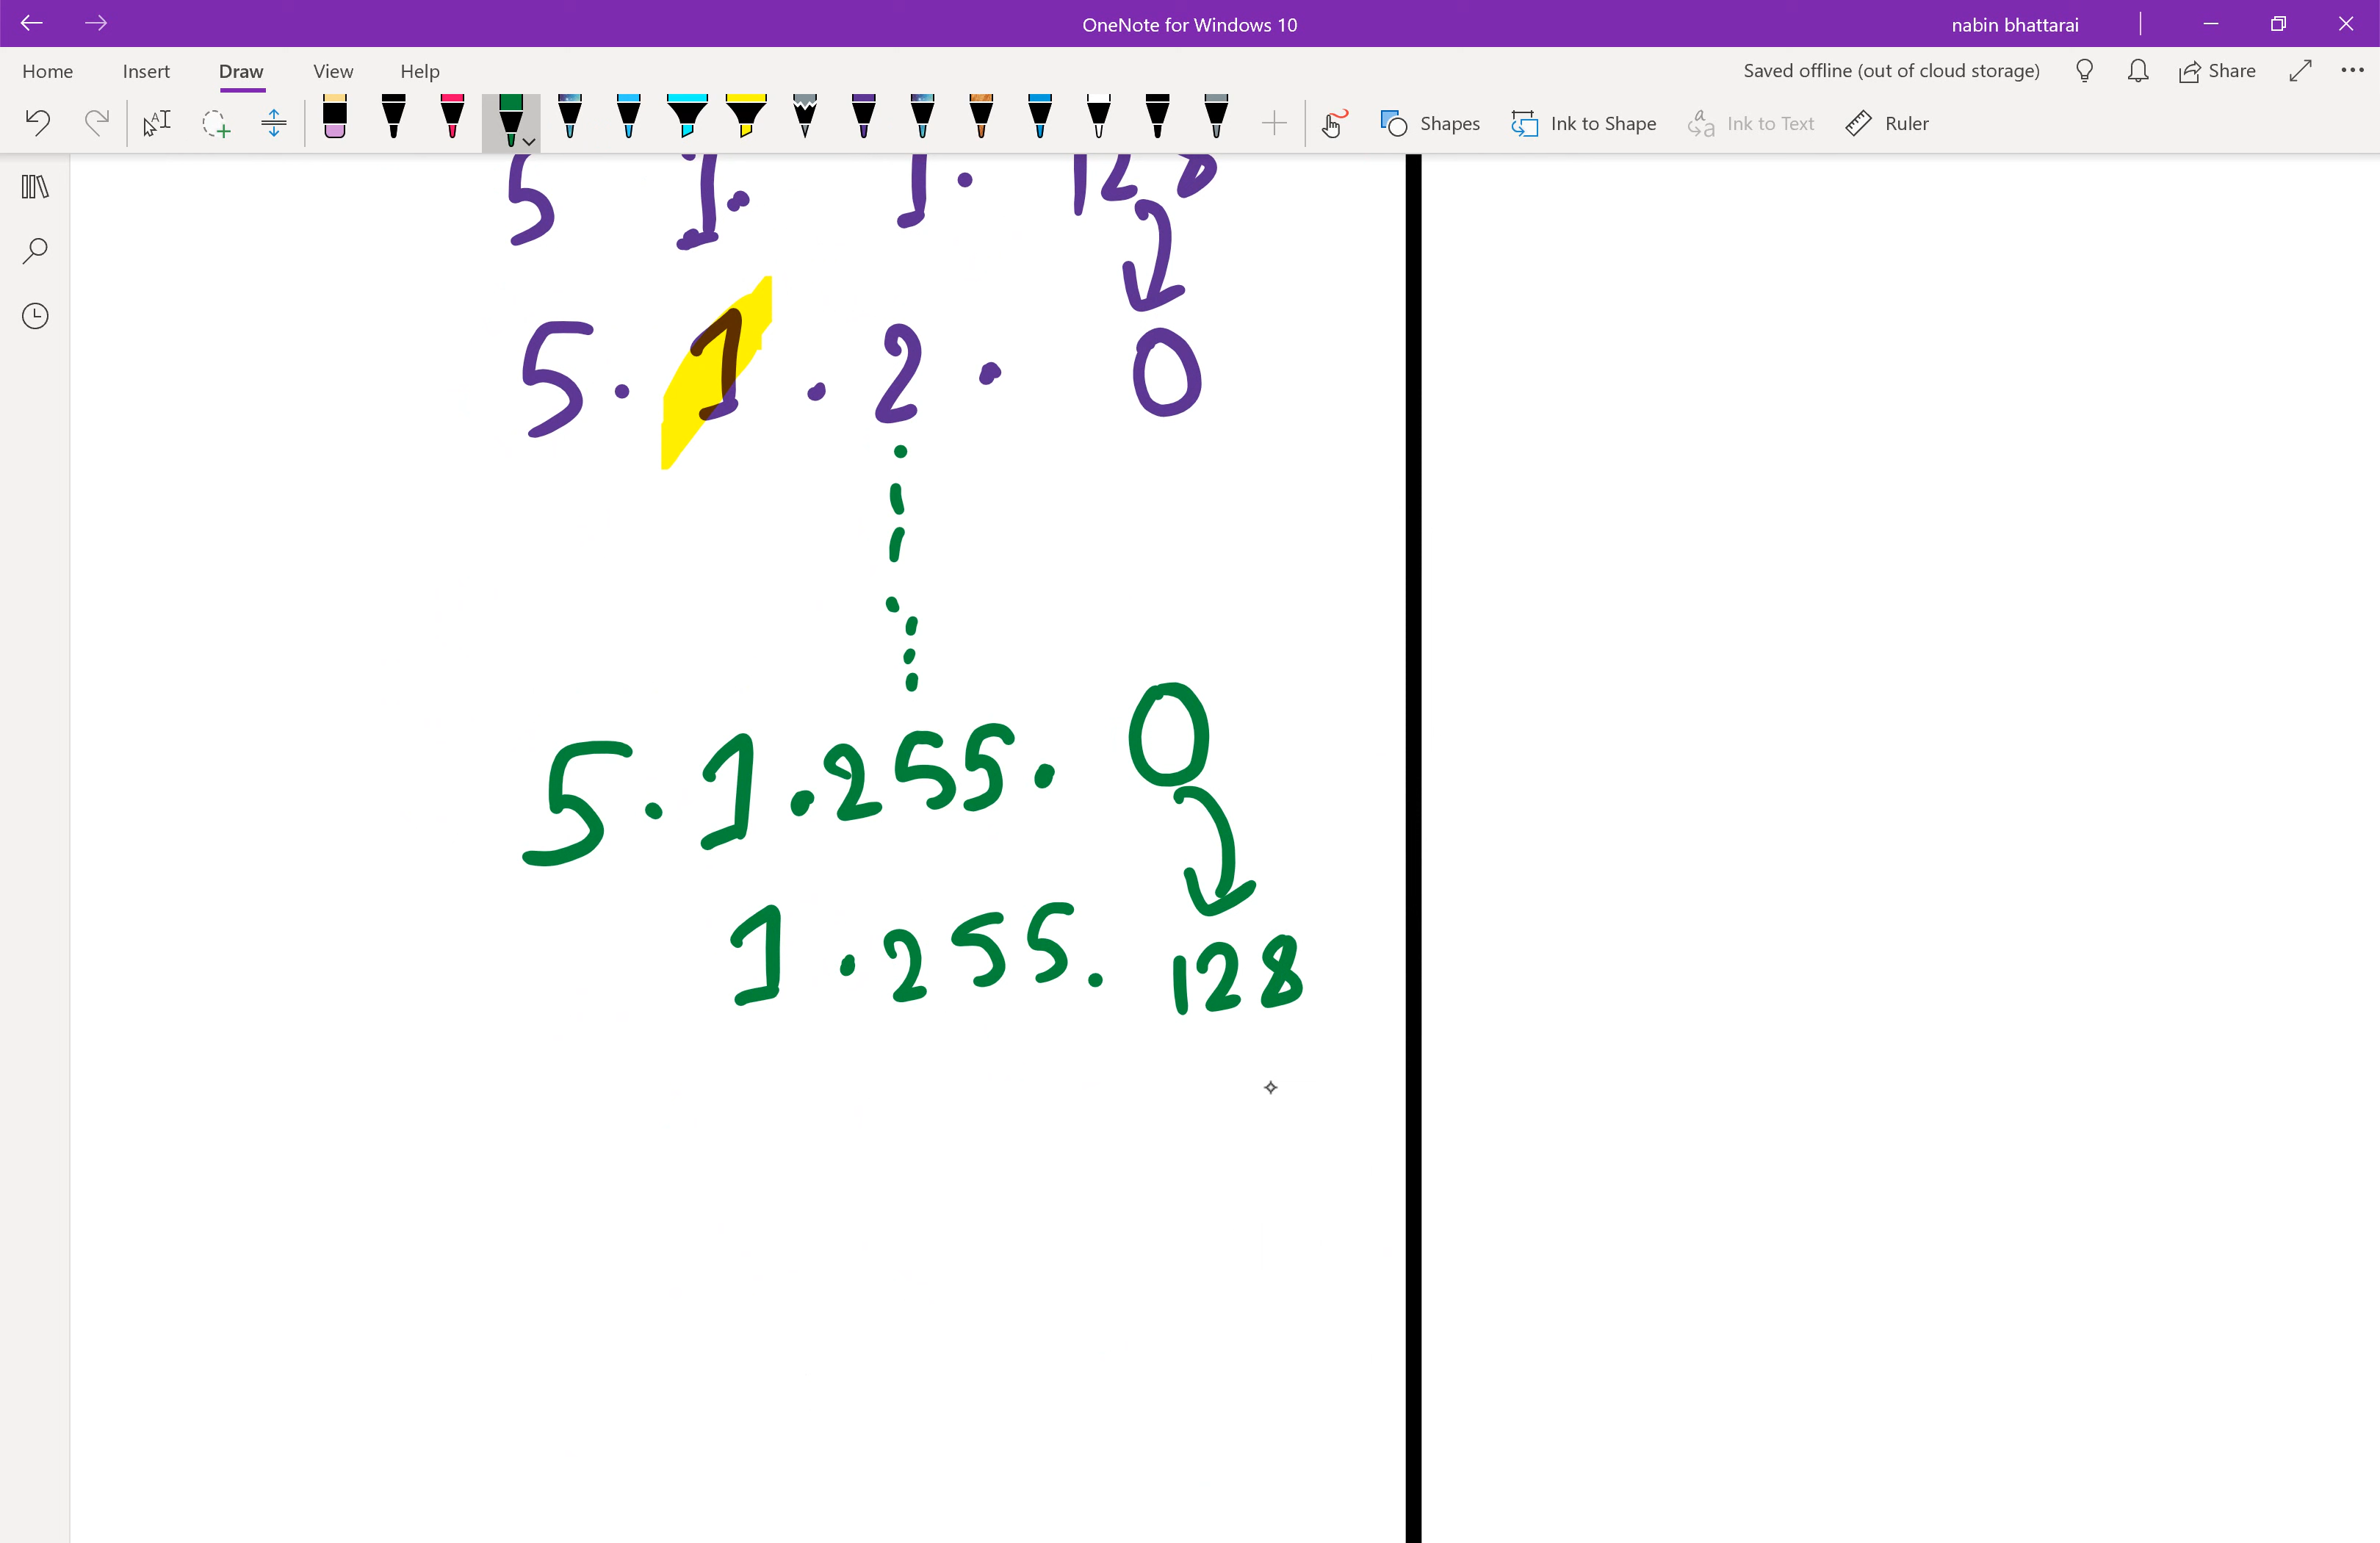 OneNote for Windows 10
nabin bhattarai
Home Insert Draw View Help
Saved offline (out of cloud storage)
Share
Shapes
Ink to Shape
Ink to Text
Ruler
5 1. 1. 128
5.1.2.0
5.1.255.0
1.255.128